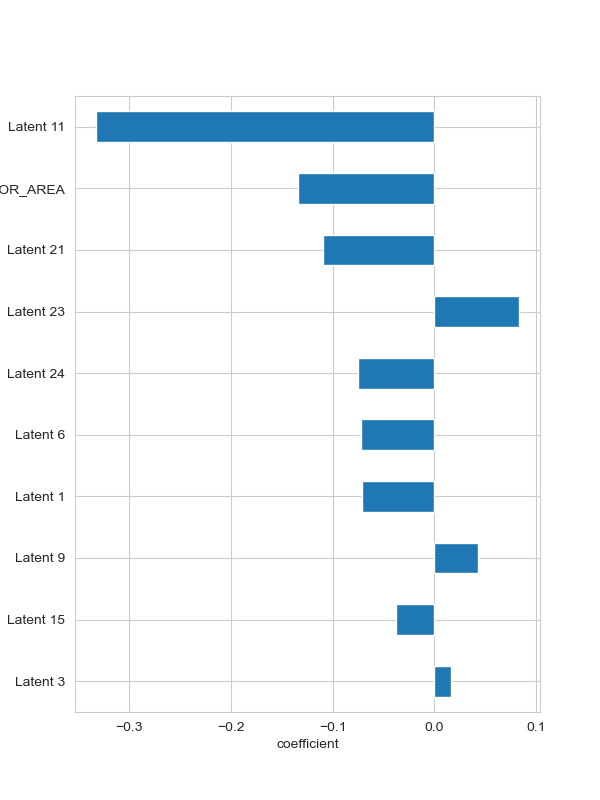 Latent 11
OR_AREA
Latent 21
Latent 23
Latent 24
Latent 6
Latent 1
Latent 9
Latent 15
Latent 3
−0.3 −0.2 −0.1 0.0 0.1
coefficient